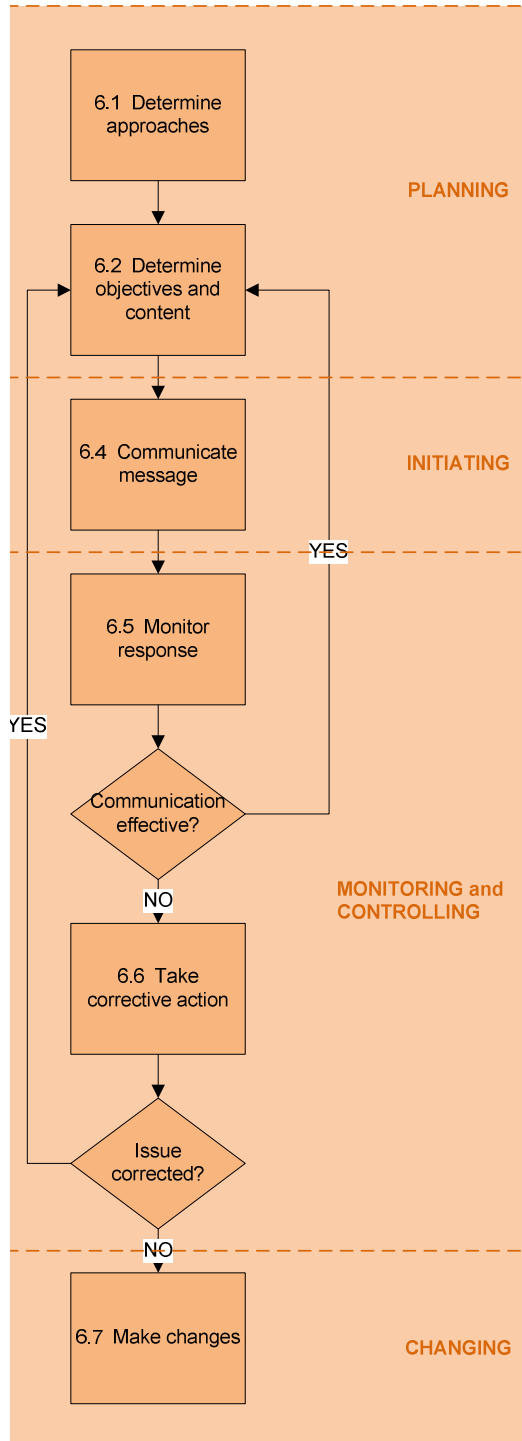 6.1  Determine
approaches
PLANNING
6.2  Determine
objectives and
content
6.4  Communicate
message
INITIATING
YES
6.5  Monitor
response
YES
Communication
effective?
NO
MONITORING and
CONTROLLING
6.6  Take
corrective action
Issue
corrected?
NO
6.7  Make changes
CHANGING